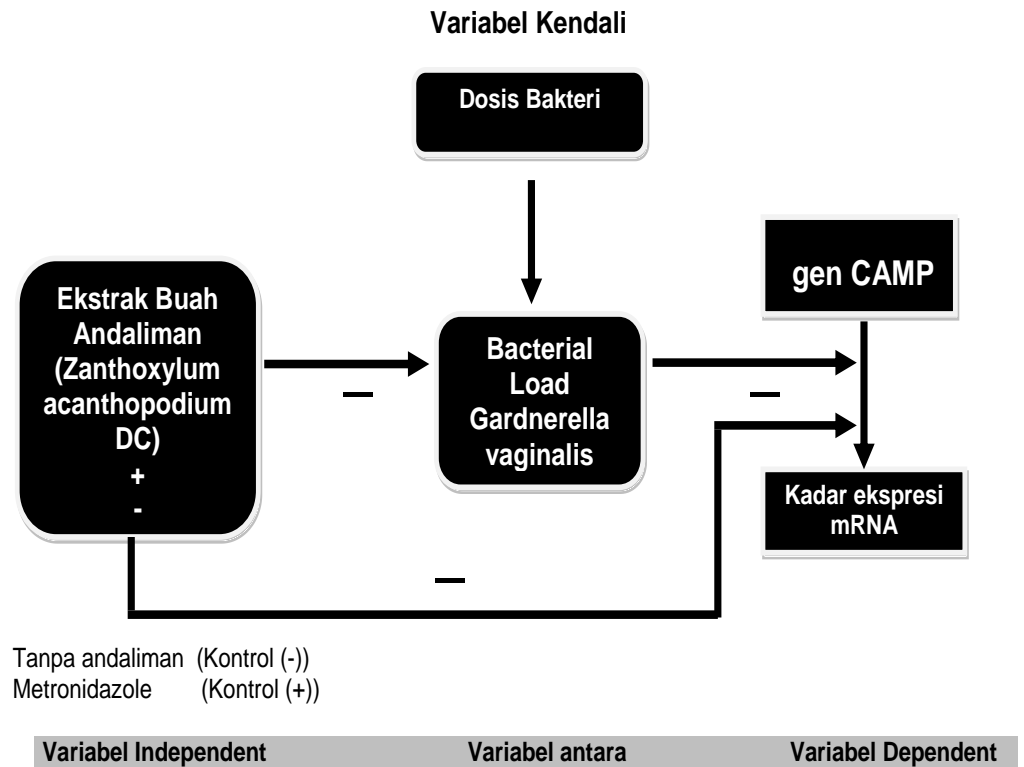 Variabel Kendali
Dosis Bakteri
gen CAMP
Ekstrak Buah
Andaliman
(Zanthoxylum
acanthopodium
DC)
+
-
Bacterial
Load
Gardnerella
vaginalis
Kadar ekspresi
mRNA
Tanpa andaliman (Kontrol (-))
Metronidazole (Kontrol (+))
Variabel Independent Variabel antara Variabel Dependent